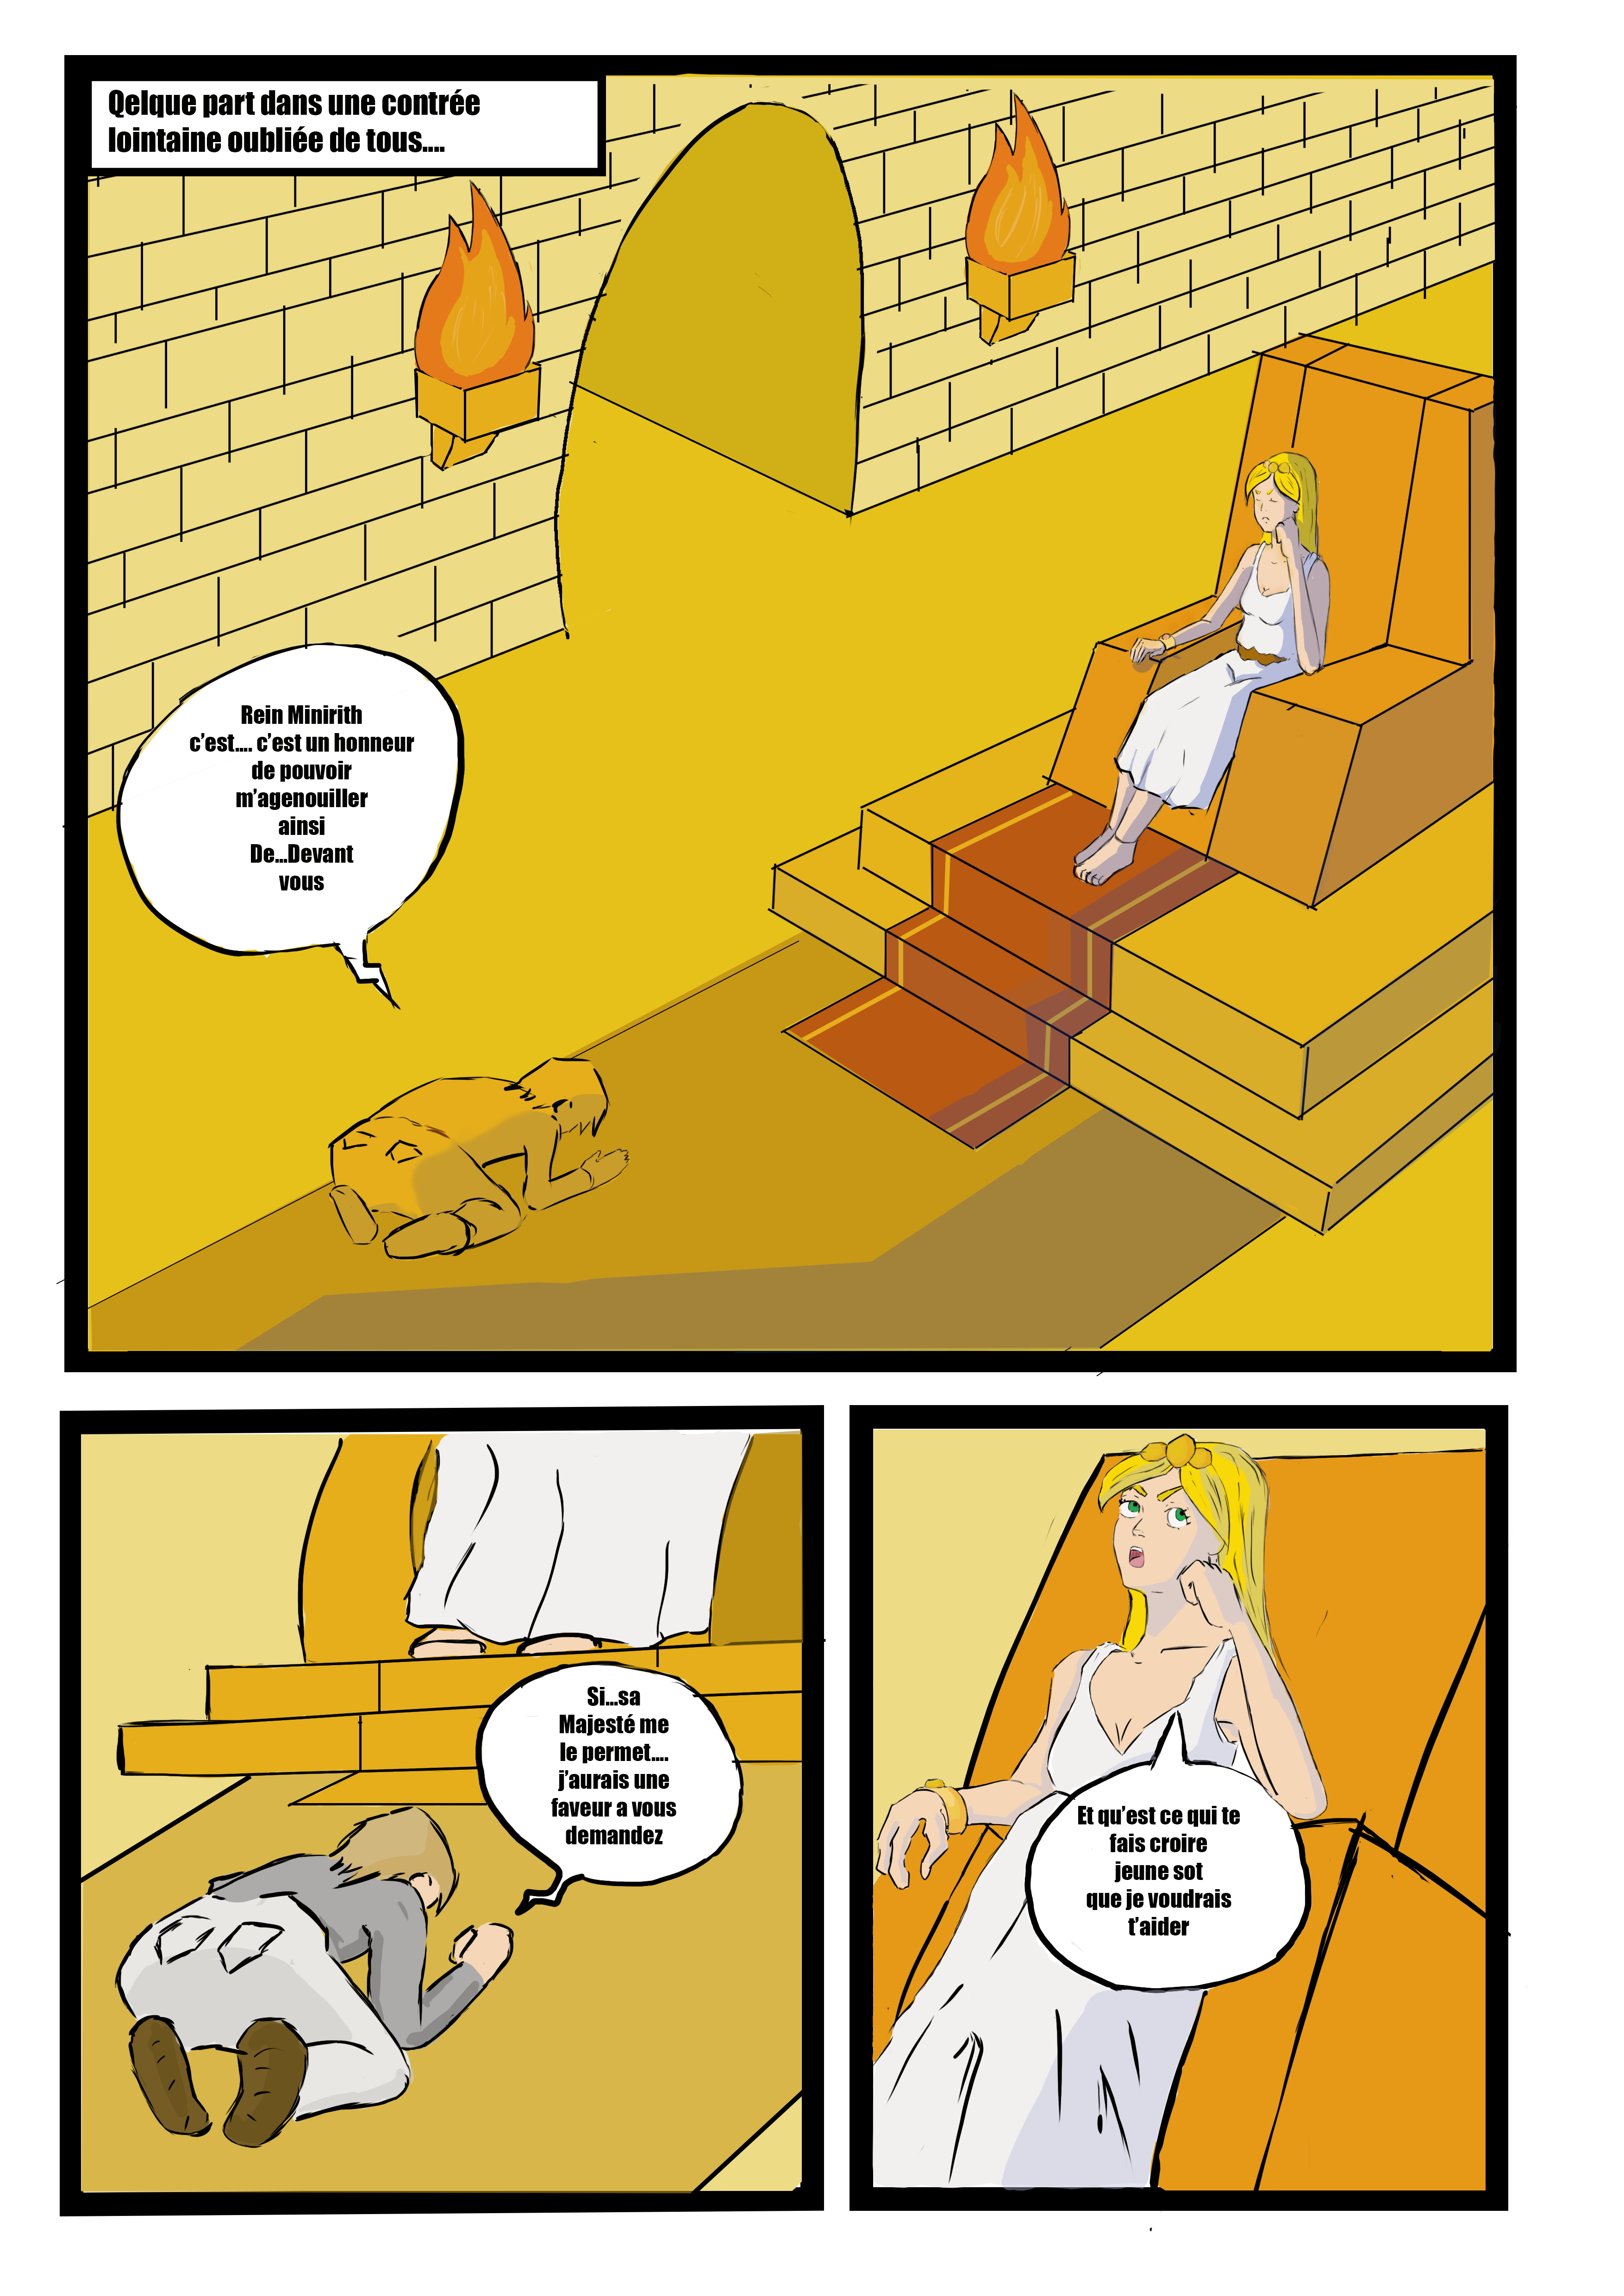 Qelque part dans une contrée
lointaine oubliée de tous....
Rein Minirith
c'est.... c'est un honneur
de pouvoir
m'agenouiller
ainsi
De...Devant
vous
Si...sa
Majesté me
le permet....
j'aurais une
faveur a vous
demandez
Et qu'est ce qui te
fais croire
jeune sot
que je voudrais
t'aider